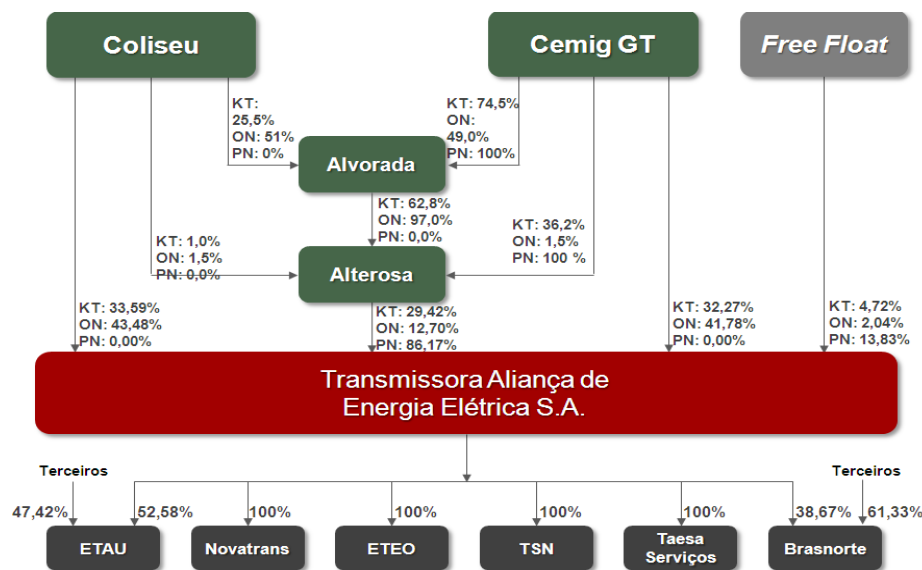 Coliseu
Cemig GT
Free Float
KT:
25,5%
ON: 51%
PN: 0%
KT: 74,5%
ON:
49,0%
PN: 100%
Alvorada
KT: 62,8%
ON: 97,0%
PN: 0,0%
KT: 1,0%
ON: 1,5%
PN: 0,0%
KT: 36,2%
ON: 1,5%
PN: 100 %
Alterosa
KT: 33,59%
ON: 43,48%
PN: 0,00%
KT: 29,42%
ON: 12,70%
PN: 86,17%
KT: 32,27%
ON: 41,78%
PN: 0,00%
KT: 4,72%
ON: 2,04%
PN: 13,83%
Transmissora Aliança de
Energia Elétrica S.A.
Terceiros
Terceiros
47,42%
52,58%
100%
100%
100%
100%
38,67%
61,33%
ETAU
Novatrans
ETEO
TSN
Taesa
Serviços
Brasnorte